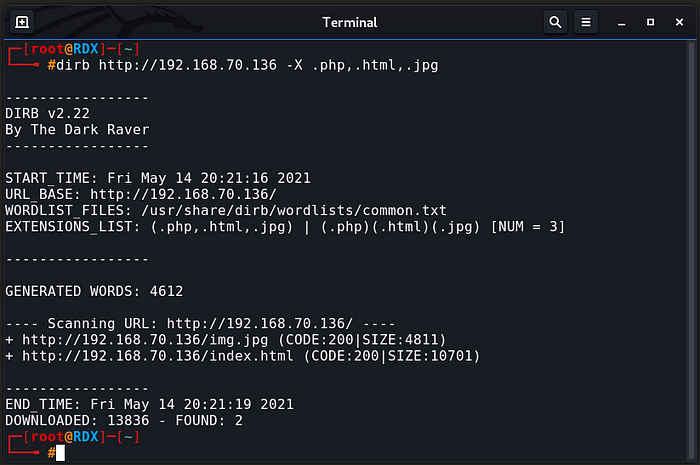 Terminal
┌─[root@RDX]─[~]
└──╼ #dirb http://192.168.70.136 -X .php,.html,.jpg
-----------------
DIRB v2.22
By The Dark Raver
-----------------
START_TIME: Fri May 14 20:21:16 2021
URL_BASE: http://192.168.70.136/
WORDLIST_FILES: /usr/share/dirb/wordlists/common.txt
EXTENSIONS_LIST: (.php,.html,.jpg) | (.php)(.html)(.jpg) [NUM = 3]
-----------------
GENERATED WORDS: 4612
---- Scanning URL: http://192.168.70.136/ ----
+ http://192.168.70.136/img.jpg (CODE:200|SIZE:4811)
+ http://192.168.70.136/index.html (CODE:200|SIZE:10701)
-----------------
END_TIME: Fri May 14 20:21:19 2021
DOWNLOADED: 13836 - FOUND: 2
┌─[root@RDX]─[~]
└──╼ #